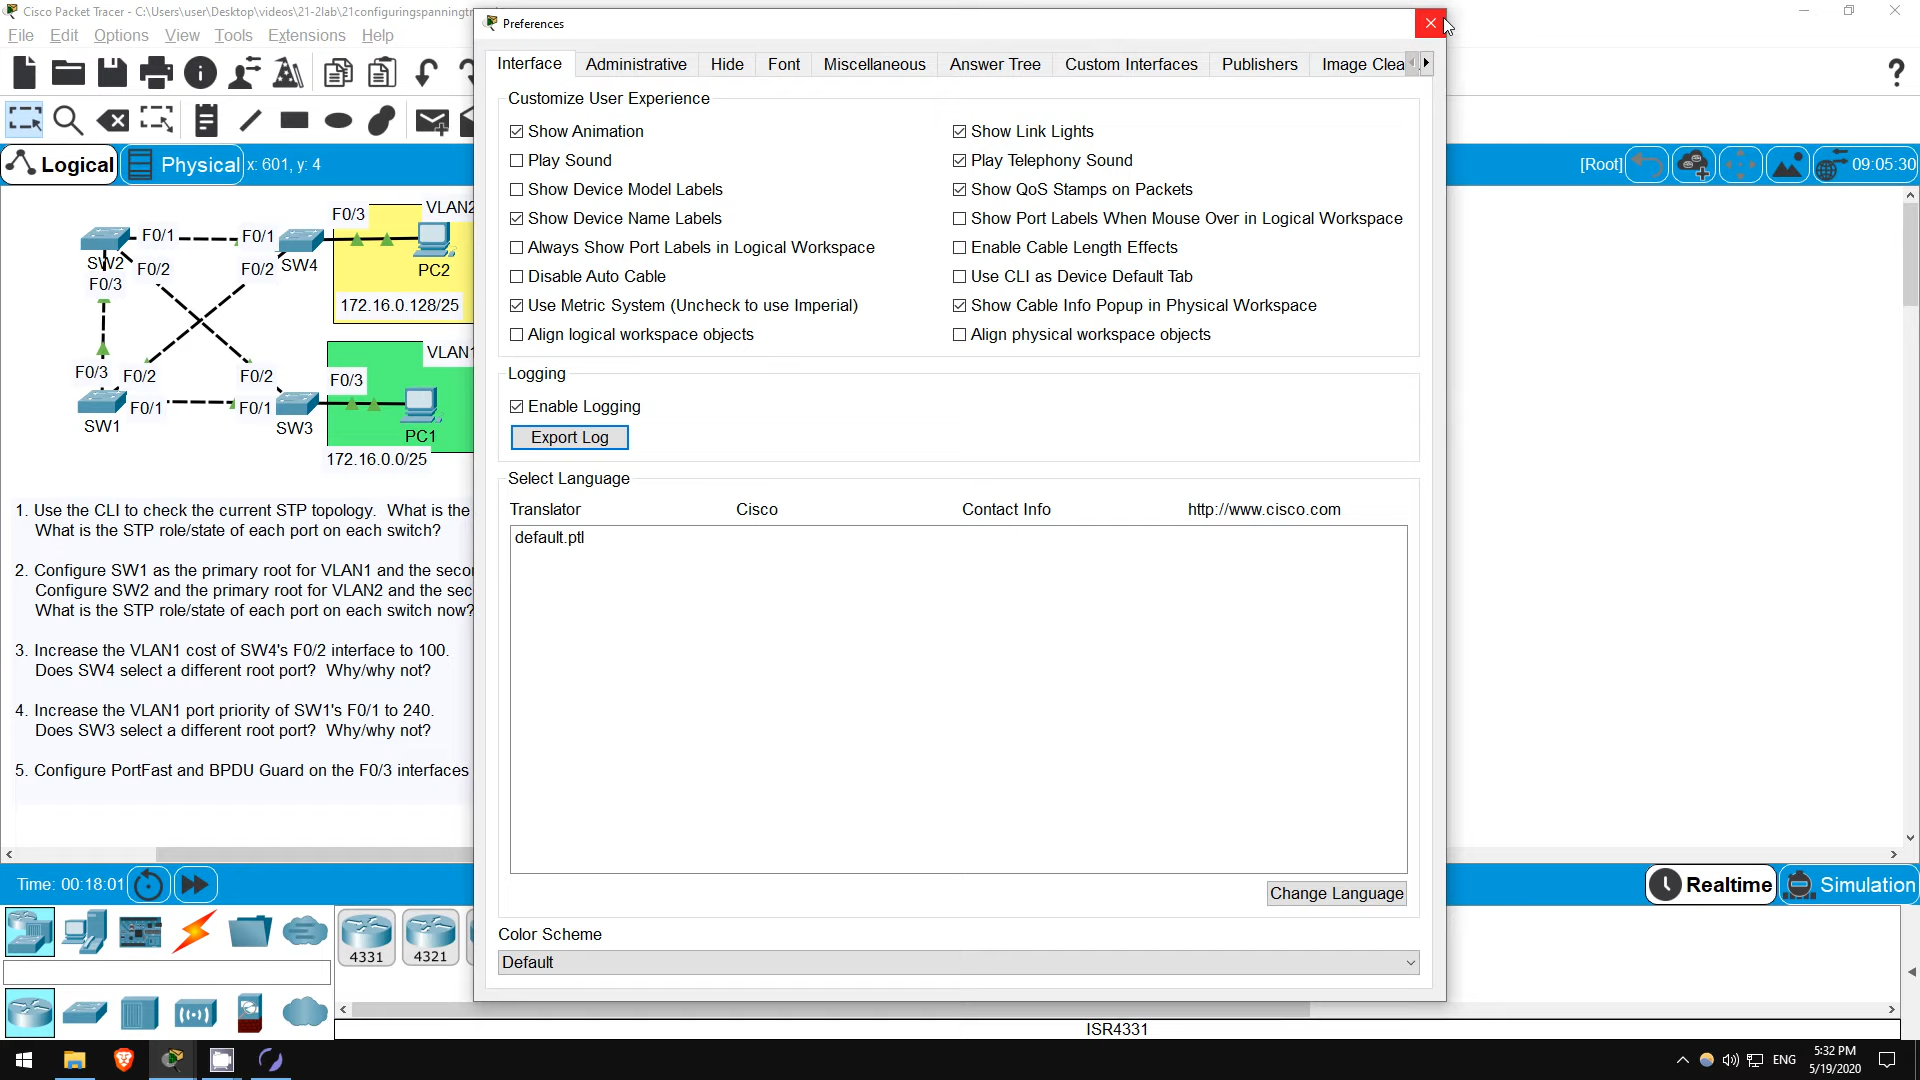 Cisco Packet Tracer - C:\Users\user\Desktop\videos\21-2lab\21configuringspanningtr
Preferences
File Edit Options View Tools Extensions Help
Interface Administrative Hide Font Miscellaneous Answer Tree Custom Interfaces Publishers Image Clea
Customize User Experience
Show Animation
Show Link Lights
Play Sound
Play Telephony Sound
Show Device Model Labels
Show QoS Stamps on Packets
Show Device Name Labels
Show Port Labels When Mouse Over in Logical Workspace
Always Show Port Labels in Logical Workspace
Enable Cable Length Effects
Disable Auto Cable
Use CLI as Device Default Tab
Use Metric System (Uncheck to use Imperial)
Show Cable Info Popup in Physical Workspace
Align logical workspace objects
Align physical workspace objects
Logging
Enable Logging
Export Log
Select Language
Translator Cisco Contact Info http://www.cisco.com
default.ptl
Change Language
Color Scheme
Default
Logical Physical x: 601, y: 4
[Root] 09:05:30
F0/3 VLAN2
F0/1 F0/1
SW2 F0/2 F0/2 SW4 PC2
F0/3
172.16.0.128/25
VLAN1
F0/3 F0/2 F0/2 F0/3
F0/1 F0/1
SW1 SW3 PC1
172.16.0.0/25
1. Use the CLI to check the current STP topology. What is the
What is the STP role/state of each port on each switch?
2. Configure SW1 as the primary root for VLAN1 and the secon
Configure SW2 and the primary root for VLAN2 and the sec
What is the STP role/state of each port on each switch now?
3. Increase the VLAN1 cost of SW4's F0/2 interface to 100.
Does SW4 select a different root port? Why/why not?
4. Increase the VLAN1 port priority of SW1's F0/1 to 240.
Does SW3 select a different root port? Why/why not?
5. Configure PortFast and BPDU Guard on the F0/3 interfaces
Time: 00:18:01
Realtime Simulation
4331 4321
ISR4331
ENG
5:32 PM
5/19/2020